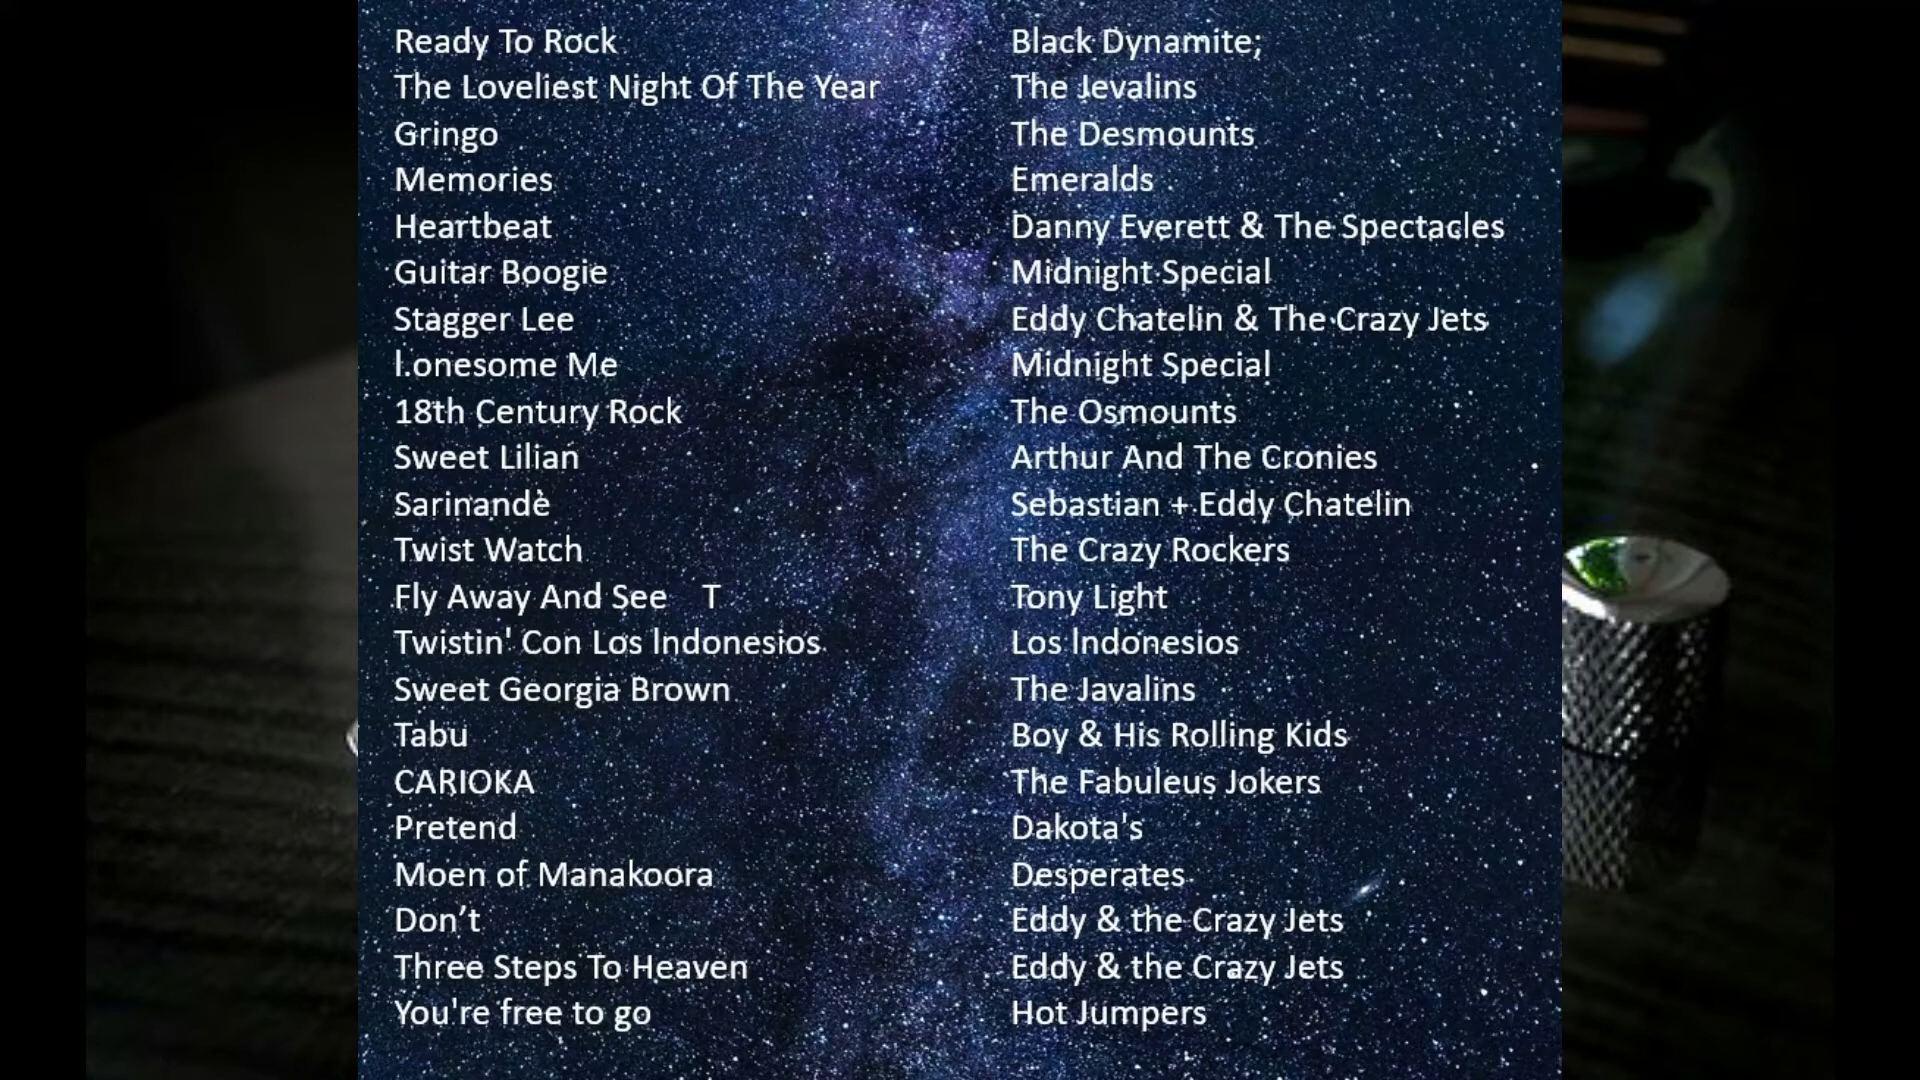 Ready To Rock Black Dynamite;
The Loveliest Night Of The Year The Jevalins
Gringo The Desmounts
Memories Emeralds
Heartbeat Danny Everett & The Spectacles
Guitar Boogie Midnight Special
Stagger Lee Eddy Chatelin & The Crazy Jets
l.onesome Me Midnight Special
18th Century Rock The Osmounts
Sweet Lilian Arthur And The Cronies
Sarinandè Sebastian + Eddy Chatelin
Twist Watch The Crazy Rockers
Fly Away And See T Tony Light
Twistin' Con Los lndonesios Los lndonesios
Sweet Georgia Brown The Javalins
Tabu Boy & His Rolling Kids
CARIOKA The Fabuleus Jokers
Pretend Dakota's
Moen of Manakoora Desperates
Don’t Eddy & the Crazy Jets
Three Steps To Heaven Eddy & the Crazy Jets
You're free to go Hot Jumpers